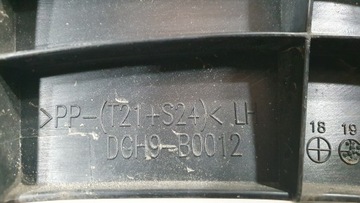 >PP-(T21+S24)< LH
DGH9-B0012
18 19